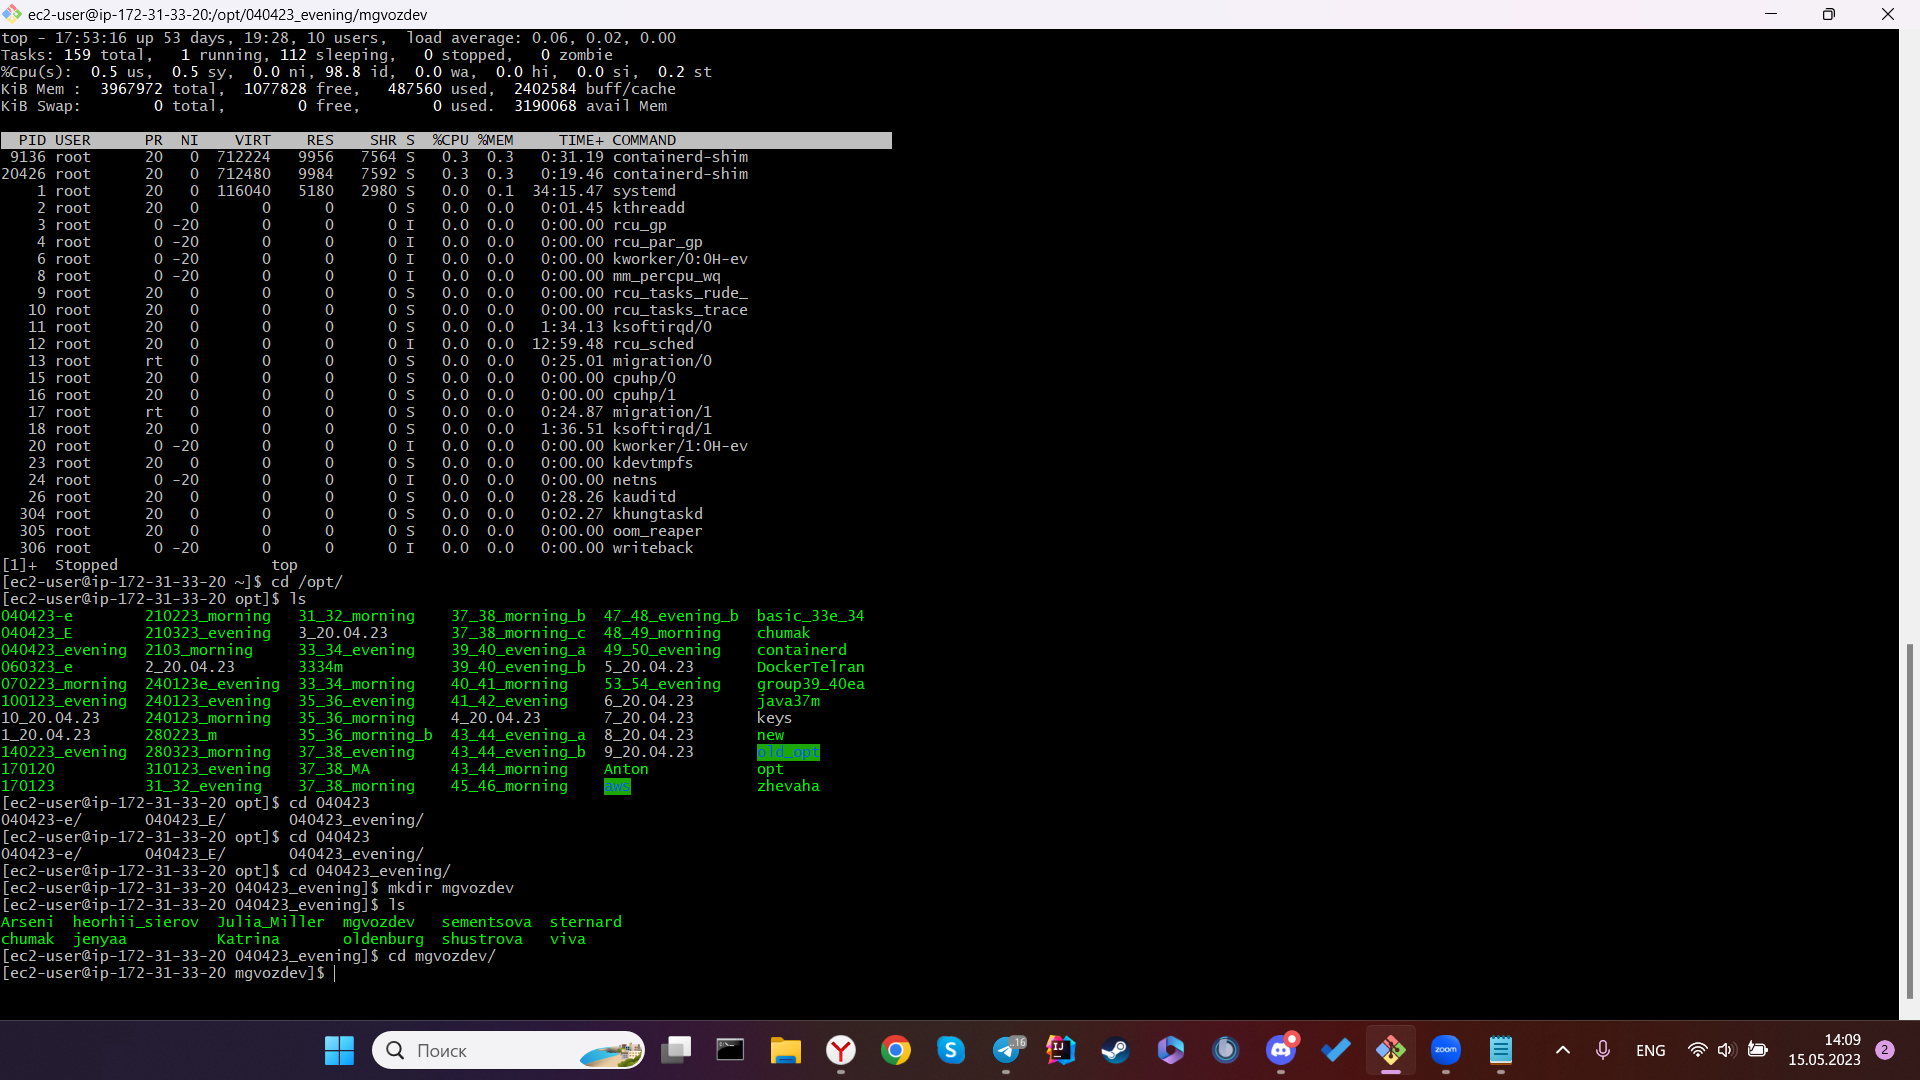 ec2-user@ip-172-31-33-20:/opt/040423_evening/mgvozdev
top - 17:53:16 up 53 days, 19:28, 10 users,  load average: 0.06, 0.02, 0.00
Tasks: 159 total,   1 running, 112 sleeping,   0 stopped,   0 zombie
%Cpu(s):  0.5 us,  0.5 sy,  0.0 ni, 98.8 id,  0.0 wa,  0.0 hi,  0.0 si,  0.2 st
KiB Mem :  3967972 total,  1077828 free,   487560 used,  2402584 buff/cache
KiB Swap:        0 total,        0 free,        0 used.  3190068 avail Mem
PID USER      PR  NI    VIRT    RES    SHR S  %CPU %MEM     TIME+ COMMAND
9136 root      20   0  712224   9956   7564 S   0.3  0.3   0:31.19 containerd-shim
20426 root      20   0  712480   9984   7592 S   0.3  0.3   0:19.46 containerd-shim
1 root      20   0  116040   5180   2980 S   0.0  0.1  34:15.47 systemd
2 root      20   0       0      0      0 S   0.0  0.0   0:01.45 kthreadd
3 root       0 -20       0      0      0 I   0.0  0.0   0:00.00 rcu_gp
4 root       0 -20       0      0      0 I   0.0  0.0   0:00.00 rcu_par_gp
6 root       0 -20       0      0      0 I   0.0  0.0   0:00.00 kworker/0:0H-ev
8 root       0 -20       0      0      0 I   0.0  0.0   0:00.00 mm_percpu_wq
9 root      20   0       0      0      0 S   0.0  0.0   0:00.00 rcu_tasks_rude_
10 root      20   0       0      0      0 S   0.0  0.0   0:00.00 rcu_tasks_trace
11 root      20   0       0      0      0 S   0.0  0.0   1:34.13 ksoftirqd/0
12 root      20   0       0      0      0 I   0.0  0.0  12:59.48 rcu_sched
13 root      rt   0       0      0      0 S   0.0  0.0   0:25.01 migration/0
15 root      20   0       0      0      0 S   0.0  0.0   0:00.00 cpuhp/0
16 root      20   0       0      0      0 S   0.0  0.0   0:00.00 cpuhp/1
17 root      rt   0       0      0      0 S   0.0  0.0   0:24.87 migration/1
18 root      20   0       0      0      0 S   0.0  0.0   1:36.51 ksoftirqd/1
20 root       0 -20       0      0      0 I   0.0  0.0   0:00.00 kworker/1:0H-ev
23 root      20   0       0      0      0 S   0.0  0.0   0:00.00 kdevtmpfs
24 root       0 -20       0      0      0 I   0.0  0.0   0:00.00 netns
26 root      20   0       0      0      0 S   0.0  0.0   0:28.26 kauditd
304 root      20   0       0      0      0 S   0.0  0.0   0:02.27 khungtaskd
305 root      20   0       0      0      0 S   0.0  0.0   0:00.00 oom_reaper
306 root       0 -20       0      0      0 I   0.0  0.0   0:00.00 writeback
[1]+  Stopped                 top
[ec2-user@ip-172-31-33-20 ~]$ cd /opt/
[ec2-user@ip-172-31-33-20 opt]$ ls
040423-e        210223_morning   31_32_morning    37_38_morning_b  47_48_evening_b  basic_33e_34
040423_E        210323_evening   3_20.04.23       37_38_morning_c  48_49_morning    chumak
040423_evening  2103_morning     33_34_evening    39_40_evening_a  49_50_evening    containerd
060323_e        2_20.04.23       3334m            39_40_evening_b  5_20.04.23       DockerTelran
070223_morning  240123e_evening  33_34_morning    40_41_morning    53_54_evening    group39_40ea
100123_evening  240123_evening   35_36_evening    41_42_evening    6_20.04.23       java37m
10_20.04.23     240123_morning   35_36_morning    4_20.04.23       7_20.04.23       keys
1_20.04.23      280223_m         35_36_morning_b  43_44_evening_a  8_20.04.23       new
140223_evening  280323_morning   37_38_evening    43_44_evening_b  9_20.04.23       old_opt
170120          310123_evening   37_38_MA         43_44_morning    Anton            opt
170123          31_32_evening    37_38_morning    45_46_morning    aws              zhevaha
[ec2-user@ip-172-31-33-20 opt]$ cd 040423
040423-e/       040423_E/       040423_evening/
[ec2-user@ip-172-31-33-20 opt]$ cd 040423
040423-e/       040423_E/       040423_evening/
[ec2-user@ip-172-31-33-20 opt]$ cd 040423_evening/
[ec2-user@ip-172-31-33-20 040423_evening]$ mkdir mgvozdev
[ec2-user@ip-172-31-33-20 040423_evening]$ ls
Arseni  heorhii_sierov  Julia_Miller  mgvozdev   sementsova  sternard
chumak  jenyaa          Katrina       oldenburg  shustrova   viva
[ec2-user@ip-172-31-33-20 040423_evening]$ cd mgvozdev/
[ec2-user@ip-172-31-33-20 mgvozdev]$
Поиск
..16
IJ
zoom
ENG
14:09
15.05.2023
2